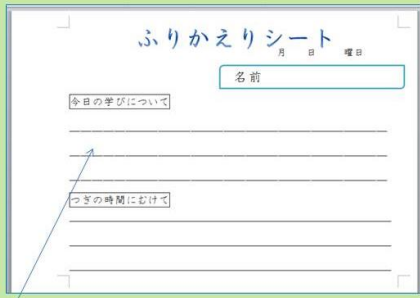 ふりかえりシート
月 日 曜日
名前
今日の学びについて
つぎの時間にむけて